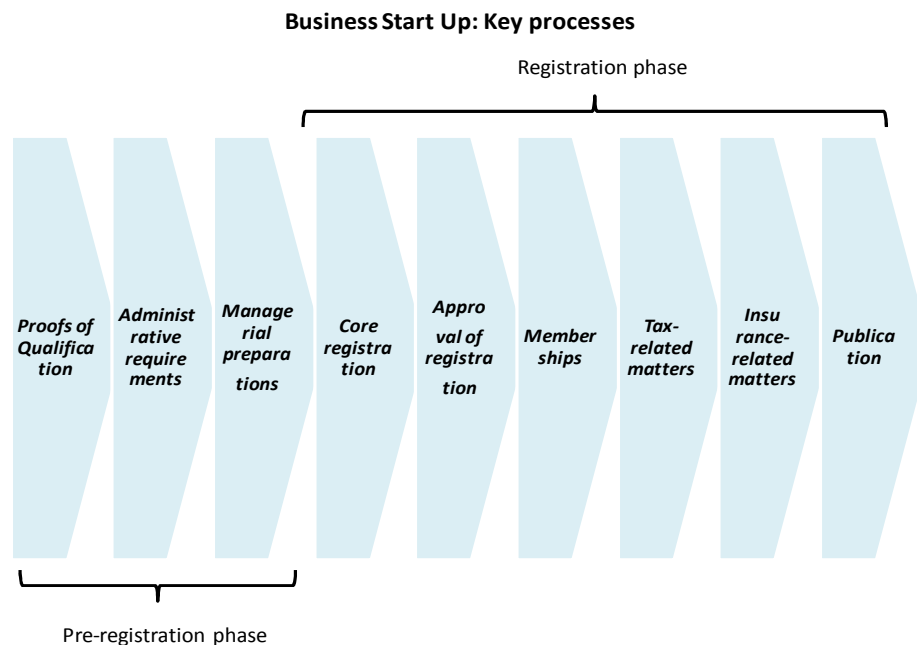 Business Start Up: Key processes
Registration phase
Proofs of
Qualifica
tion
Administ
rative
require
ments
Manage
rial
prepara
tions
Core
registra
tion
Appro
val of
registra
tion
Member
ships
Tax-
related
matters
Insu
rance-
related
matters
Publica
tion
Pre-registration phase